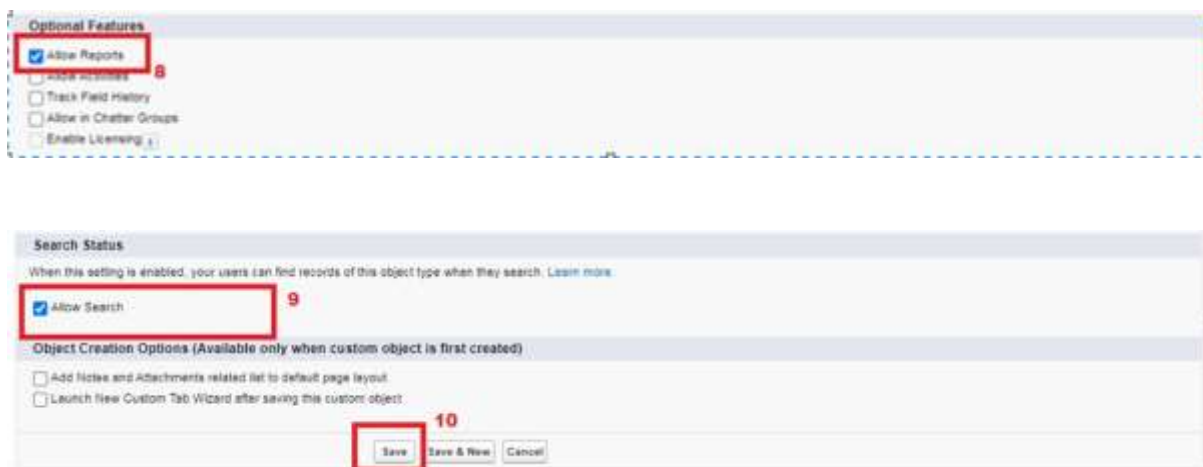 Optional Features
Allow Reports
8
Allow Activities
Track Field History
Allow in Chatter Groups
Enable Licensing i
Search Status
When this setting is enabled, your users can find records of this object type when they search. Learn more.
Allow Search
9
Object Creation Options (Available only when custom object is first created)
Add Notes and Attachments related list to default page layout
Launch New Custom Tab Wizard after saving this custom object
10
Save Save & New Cancel